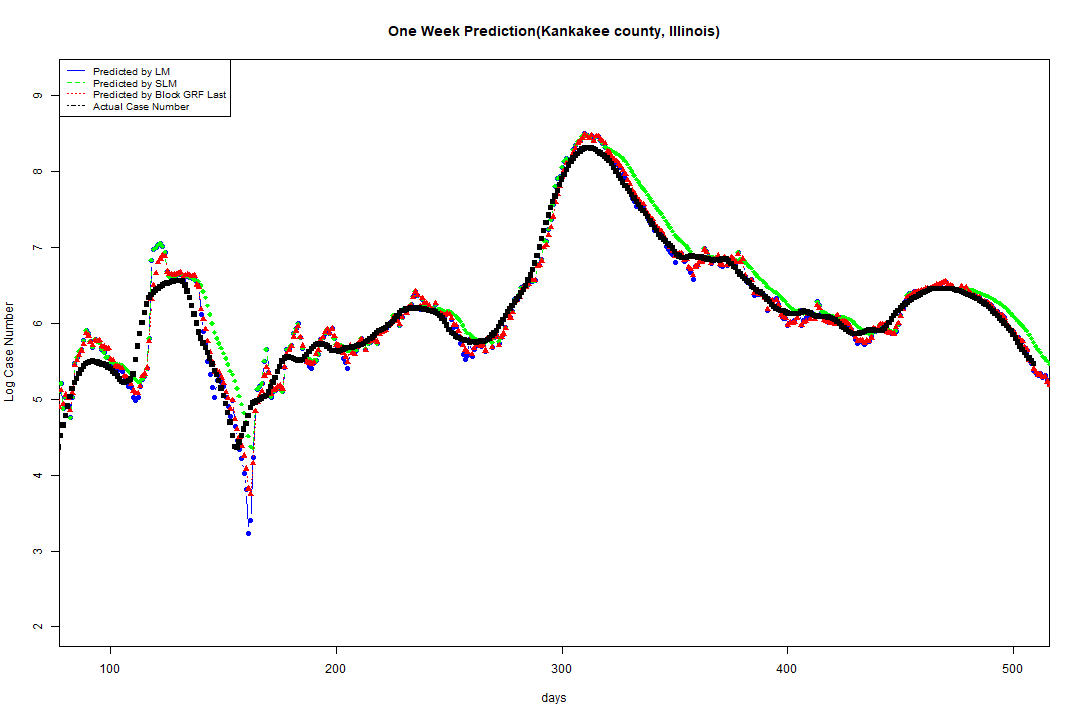 One Week Prediction(Kankakee county, Illinois)
Predicted by LM
Predicted by SLM
Predicted by Block GRF Last
Actual Case Number
Log Case Number
9
8
7
6
5
4
3
2
100 200 300 400 500
days